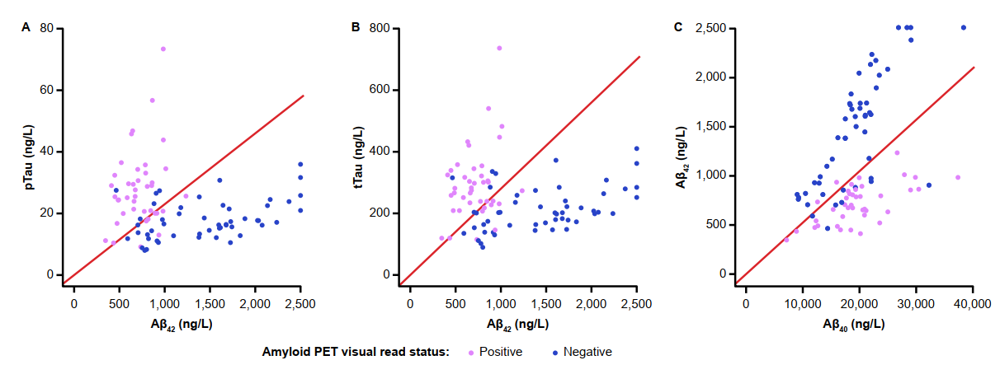 A
80
60
40
20
0
pTau (ng/L)
0 500 1,000 1,500 2,000 2,500
Aβ42 (ng/L)
B
800
600
400
200
0
tTau (ng/L)
0 500 1,000 1,500 2,000 2,500
Aβ42 (ng/L)
C
2,500
2,000
1,500
1,000
500
0
Aβ42 (ng/L)
0 10,000 20,000 30,000 40,000
Aβ40 (ng/L)
Amyloid PET visual read status: Positive Negative